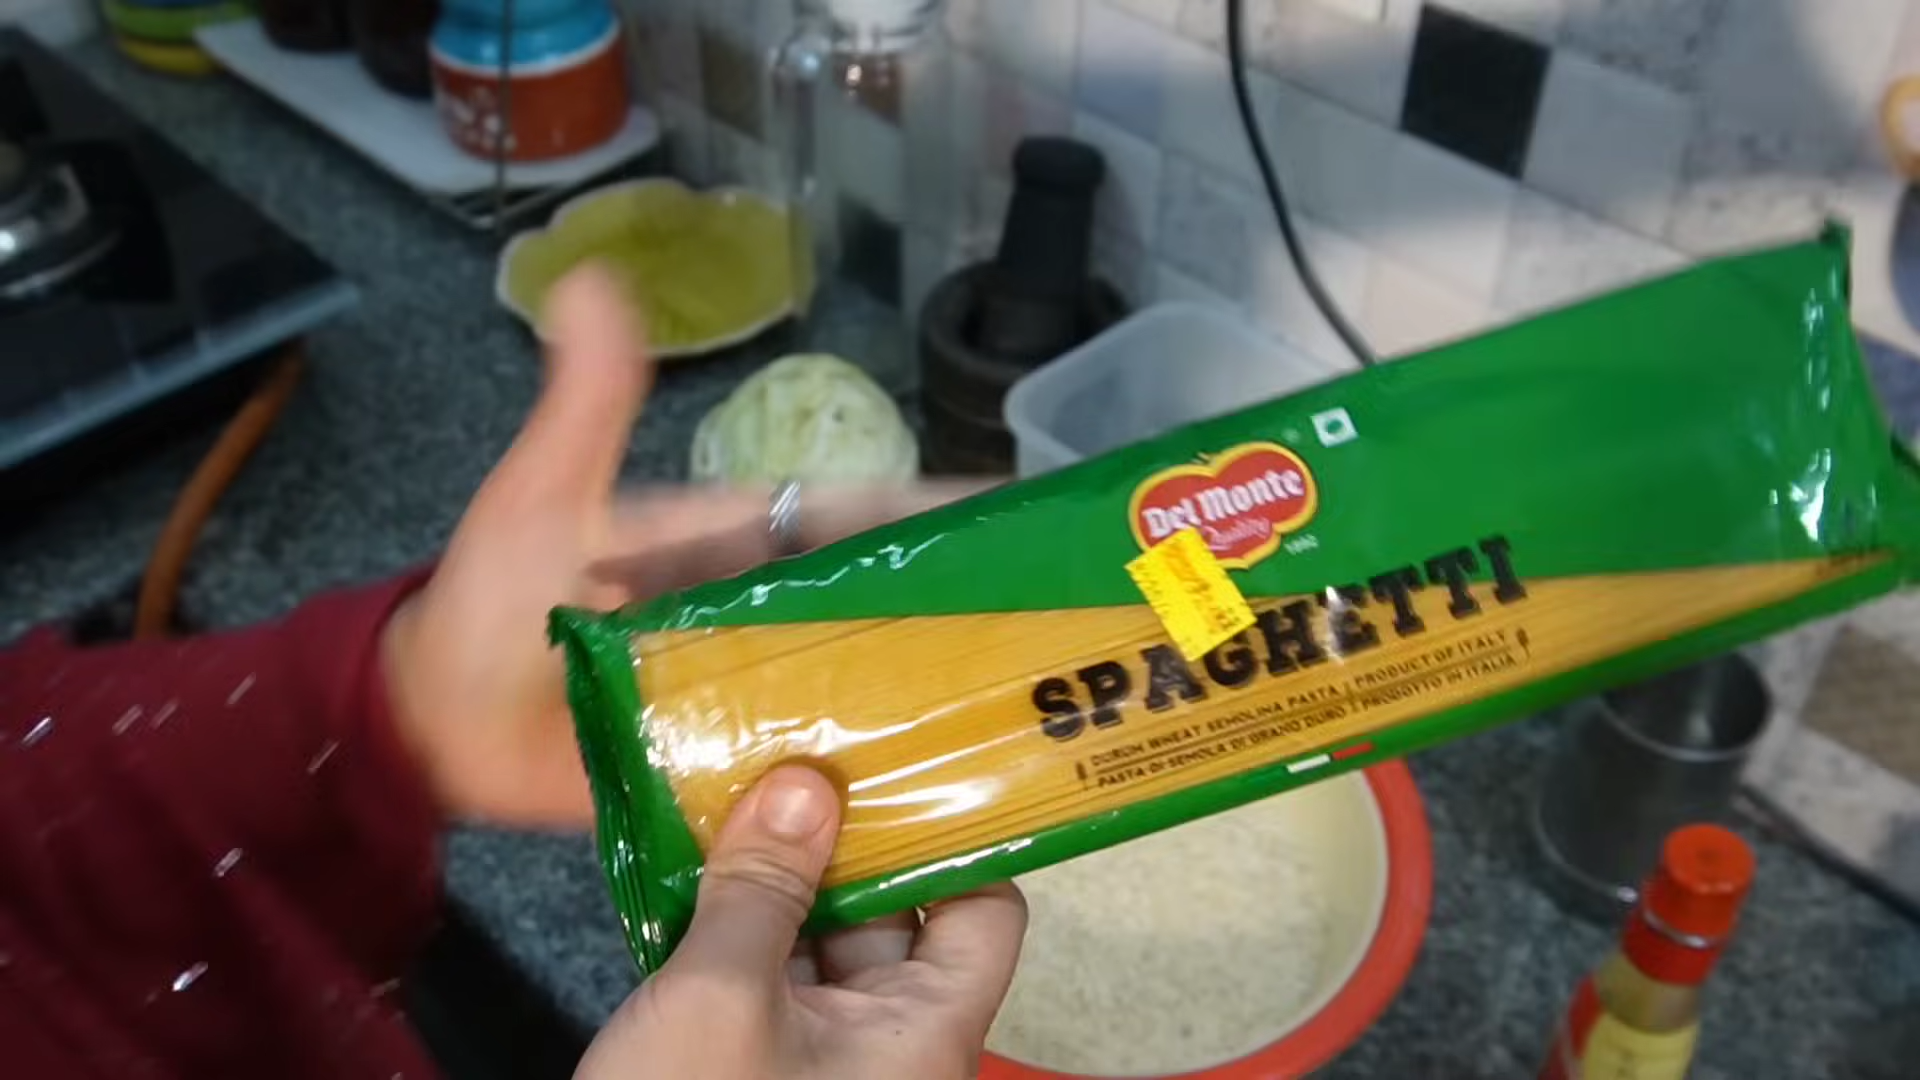 Del Monte
Quality
SPAGHETTI
DURUM WHEAT SEMOLINA PASTA | PRODUCT OF ITALY
PASTA DI SEMOLA DI GRANO DURO | PRODOTTO IN ITALIA